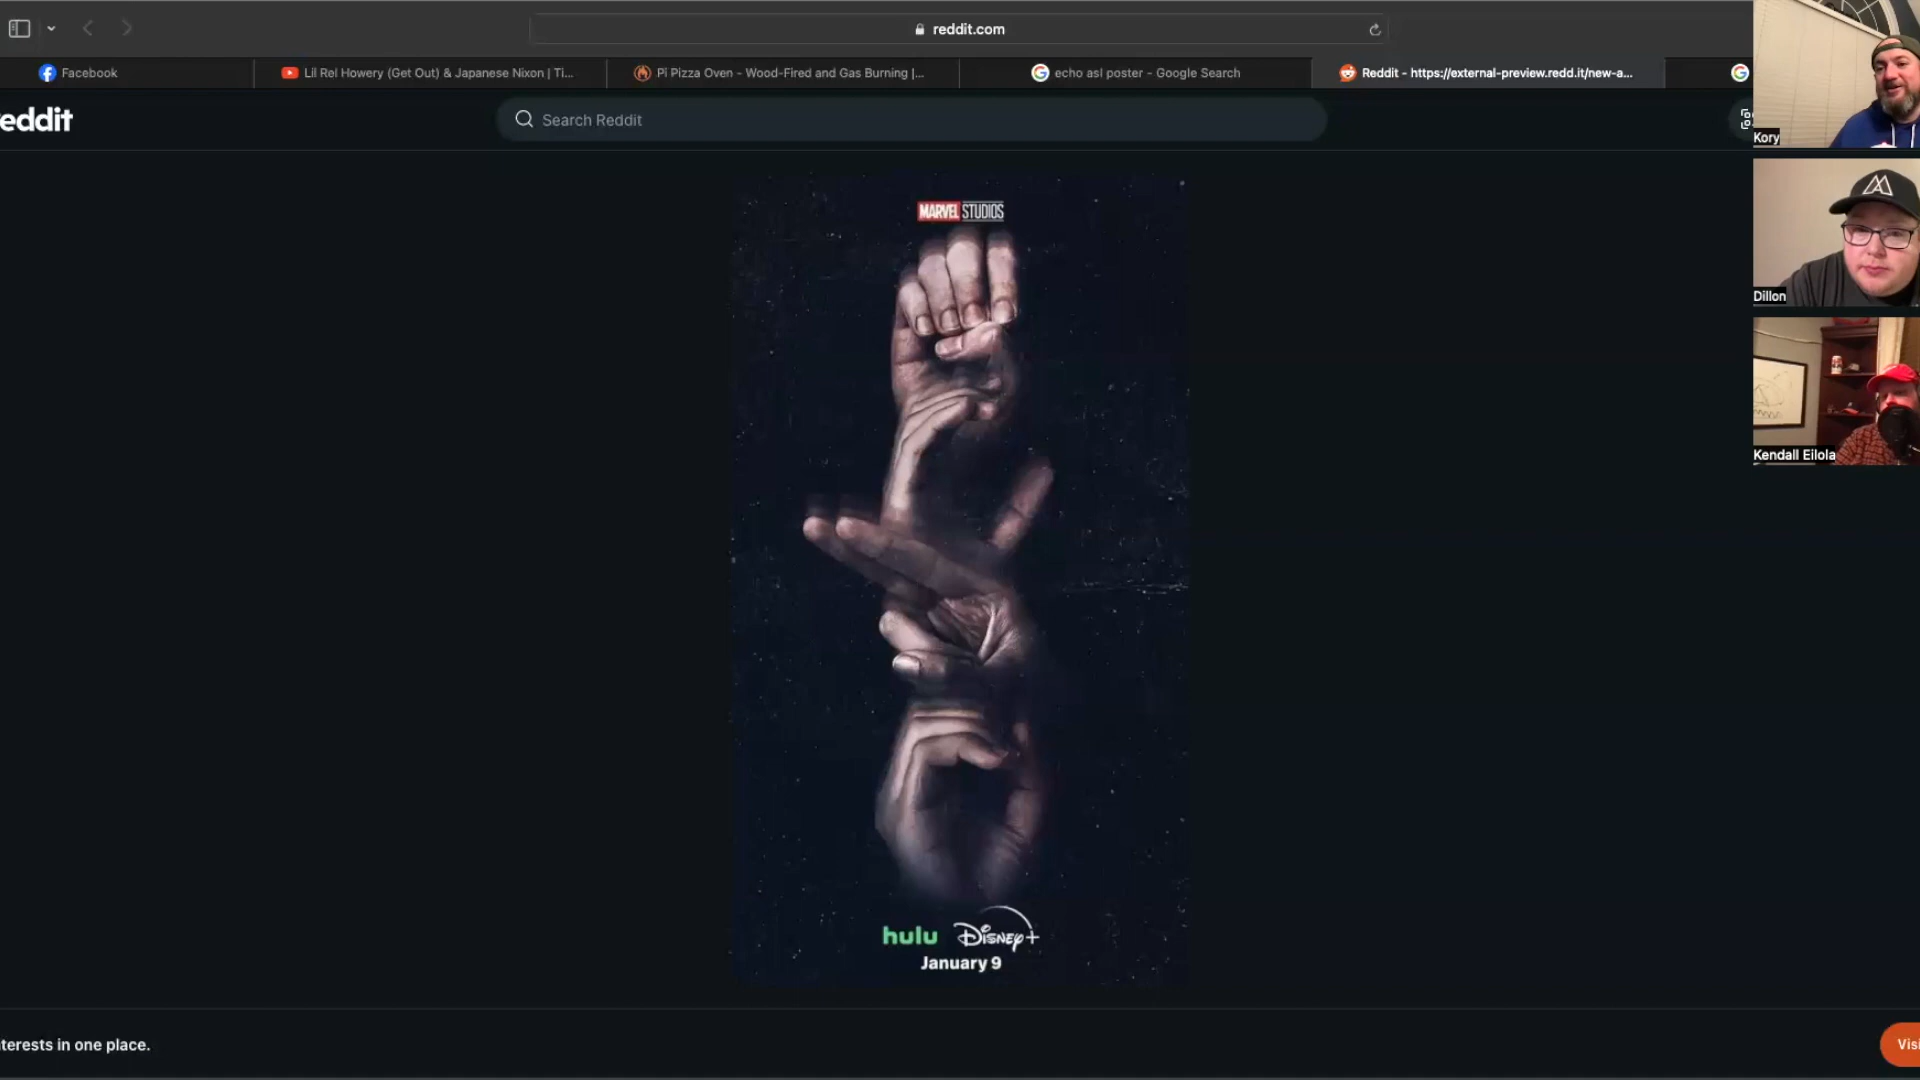 reddit.com
Facebook
Lil Rel Howery (Get Out) & Japanese Nixon | Ti...
Pi Pizza Oven – Wood-Fired and Gas Burning |...
echo asl poster - Google Search
Reddit - https://external-preview.redd.it/new-a...
eddit
Search Reddit
Kory
MARVEL STUDIOS
Dillon
Kendall Eilola
hulu Disney+
January 9
terests in one place.
Visi